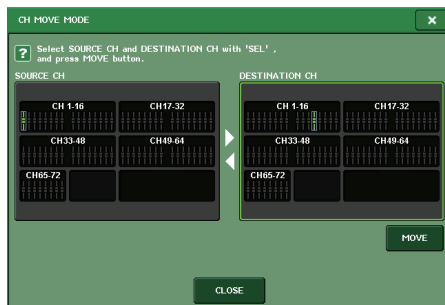 CH MOVE MODE
Select SOURCE CH and DESTINATION CH with 'SEL' ,
and press MOVE button.
SOURCE CH
DESTINATION CH
CH 1-16
CH17-32
CH 1-16
CH17-32
CH33-48
CH49-64
CH33-48
CH49-64
CH65-72
CH65-72
MOVE
CLOSE